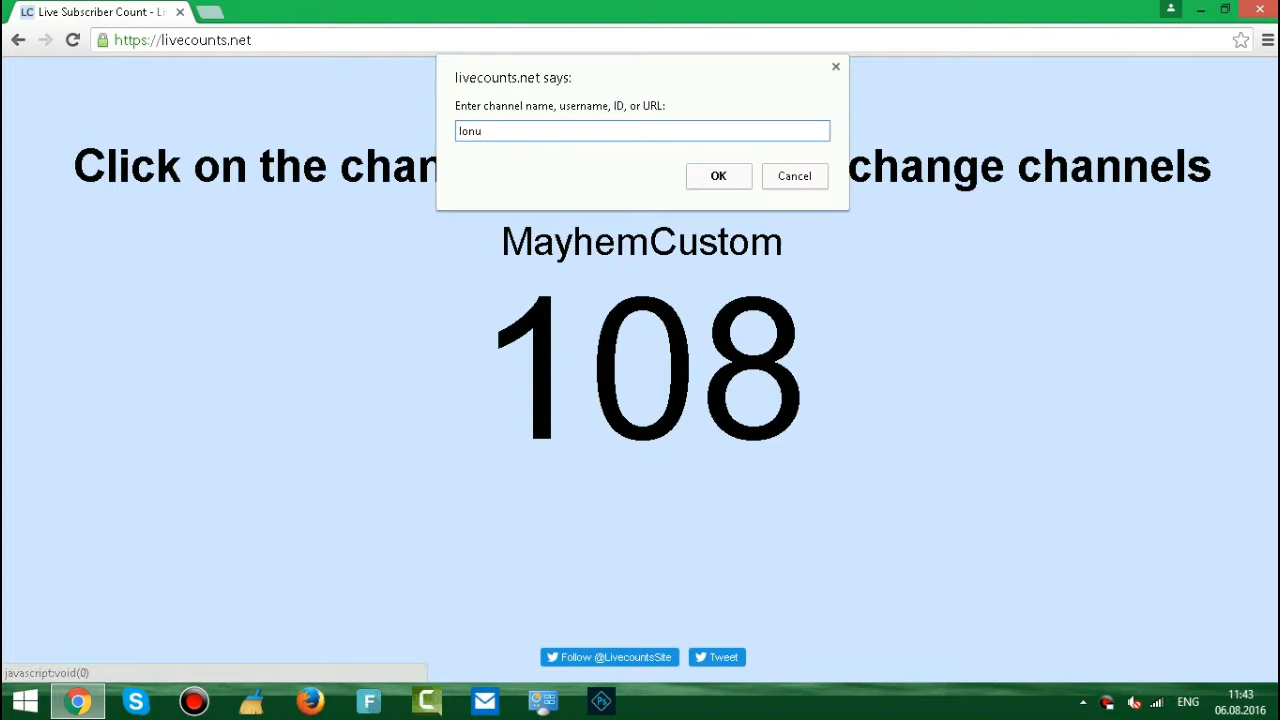 LC Live Subscriber Count - Li
https://livecounts.net
livecounts.net says:
Enter channel name, username, ID, or URL:
Ionu
OK Cancel
Click on the chan change channels
MayhemCustom
108
Follow @LivecountsSite Tweet
javascript:void(0)
F C Ps ENG
11:43
06.08.2016